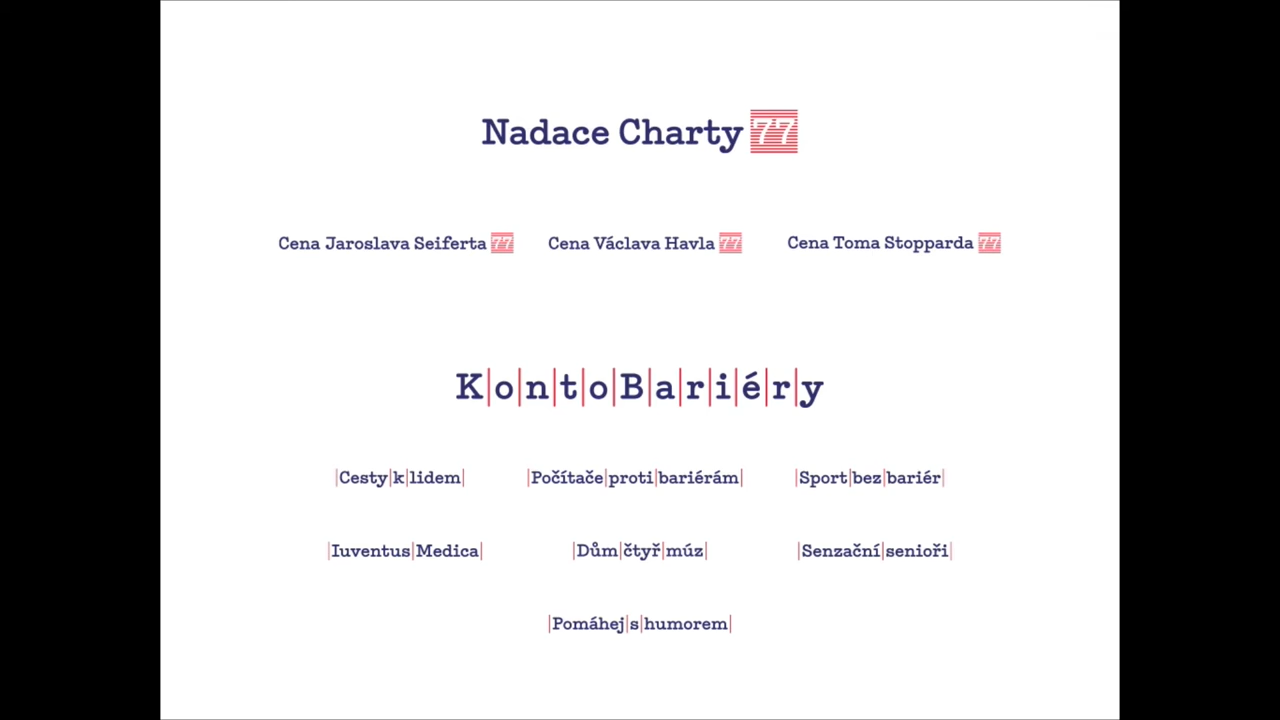 Nadace Charty 77
Cena Jaroslava Seiferta 77 Cena Václava Havla 77 Cena Toma Stopparda 77
K|o|n|t|o|B|a|r|i|é|r|y
|Cesty|k|lidem| |Počítače|proti|bariérám| |Sport|bez|bariér|
|Iuventus|Medica| |Dům|čtyř|múz| |Senzační|senioři|
|Pomáhej|s|humorem|